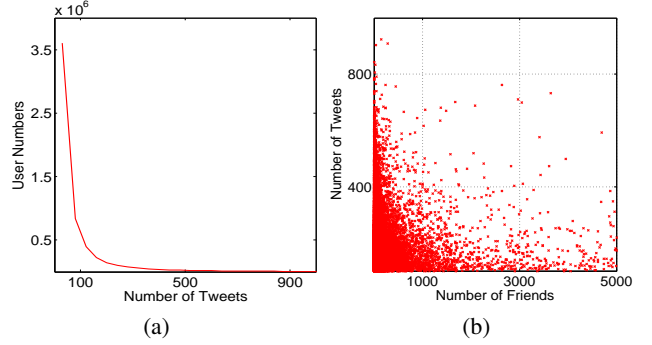 x 10^6
3.5
2.5
1.5
0.5
User Numbers
100 500 900
Number of Tweets
(a)
800
400
Number of Tweets
1000 3000 5000
Number of Friends
(b)